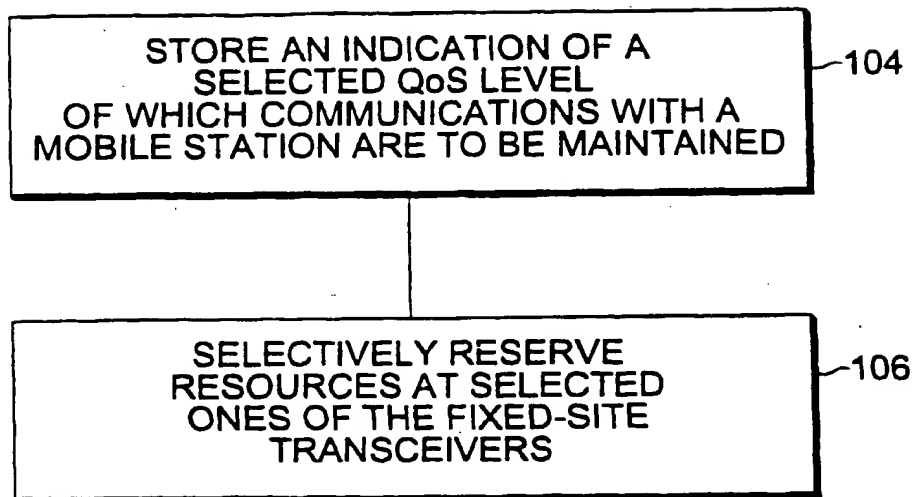 STORE AN INDICATION OF A
SELECTED QoS LEVEL
OF WHICH COMMUNICATIONS WITH A
MOBILE STATION ARE TO BE MAINTAINED
104
SELECTIVELY RESERVE
RESOURCES AT SELECTED
ONES OF THE FIXED-SITE
TRANSCEIVERS
106